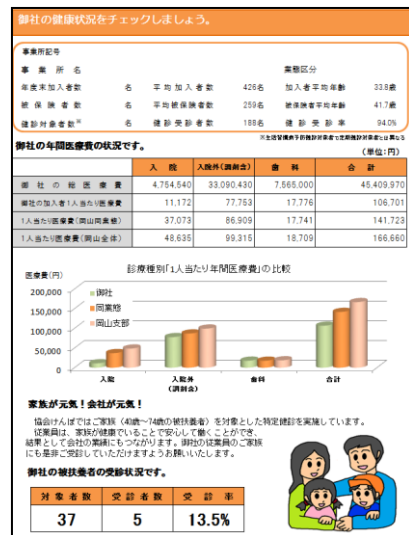 御社の健康状況をチェックしましょう。
事業所記号
事業所名 業態区分
年度末加入者数 名 平均加入者数 426名 加入者平均年齢 33.8歳
被保険者数 名 平均被保険者数 259名 被保険者平均年齢 41.7歳
健診対象者数※ 名 健診受診者数 188名 健診受診率 94.0%
※生活習慣病予防健診対象者で定期健診対象者とは異なる
御社の年間医療費の状況です。
(単位:円)
入院 入院外(調剤含) 歯科 合計
御社の総医療費 4,754,540 33,090,430 7,565,000 45,409,970
御社の加入者1人当たり医療費 11,172 77,753 17,776 106,701
1人当たり医療費(岡山同業態) 37,073 86,909 17,741 141,723
1人当たり医療費(岡山全体) 48,635 99,315 18,709 166,660
診療種別「1人当たり年間医療費」の比較
医療費(円)
200,000
150,000
100,000
50,000
0
御社
同業態
岡山支部
入院 入院外 歯科 合計
(調剤含)
家族が元気！会社が元気！
協会けんぽではご家族（40歳～74歳の被扶養者）を対象とした特定健診を実施しています。
従業員は、家族が健康でいることで安心して働くことができ、
結果として会社の業績にもつながります。御社の従業員のご家族
にも是非ご受診していただけますようお願いいたします。
御社の被扶養者の受診状況です。
対象者数 受診者数 受診率
37 5 13.5%